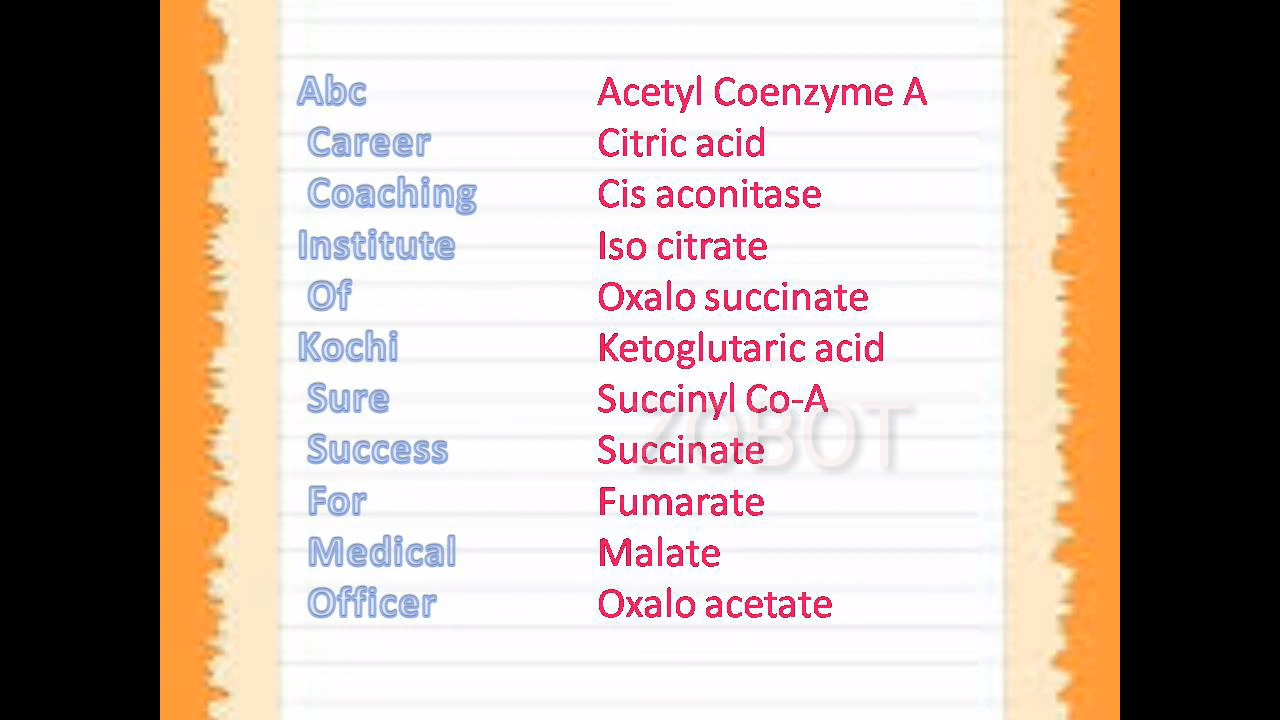 Abc Acetyl Coenzyme A
Career Citric acid
Coaching Cis aconitase
Institute Iso citrate
Of Oxalo succinate
Kochi Ketoglutaric acid
Sure Succinyl Co-A
ZOBOT
Success Succinate
For Fumarate
Medical Malate
Officer Oxalo acetate